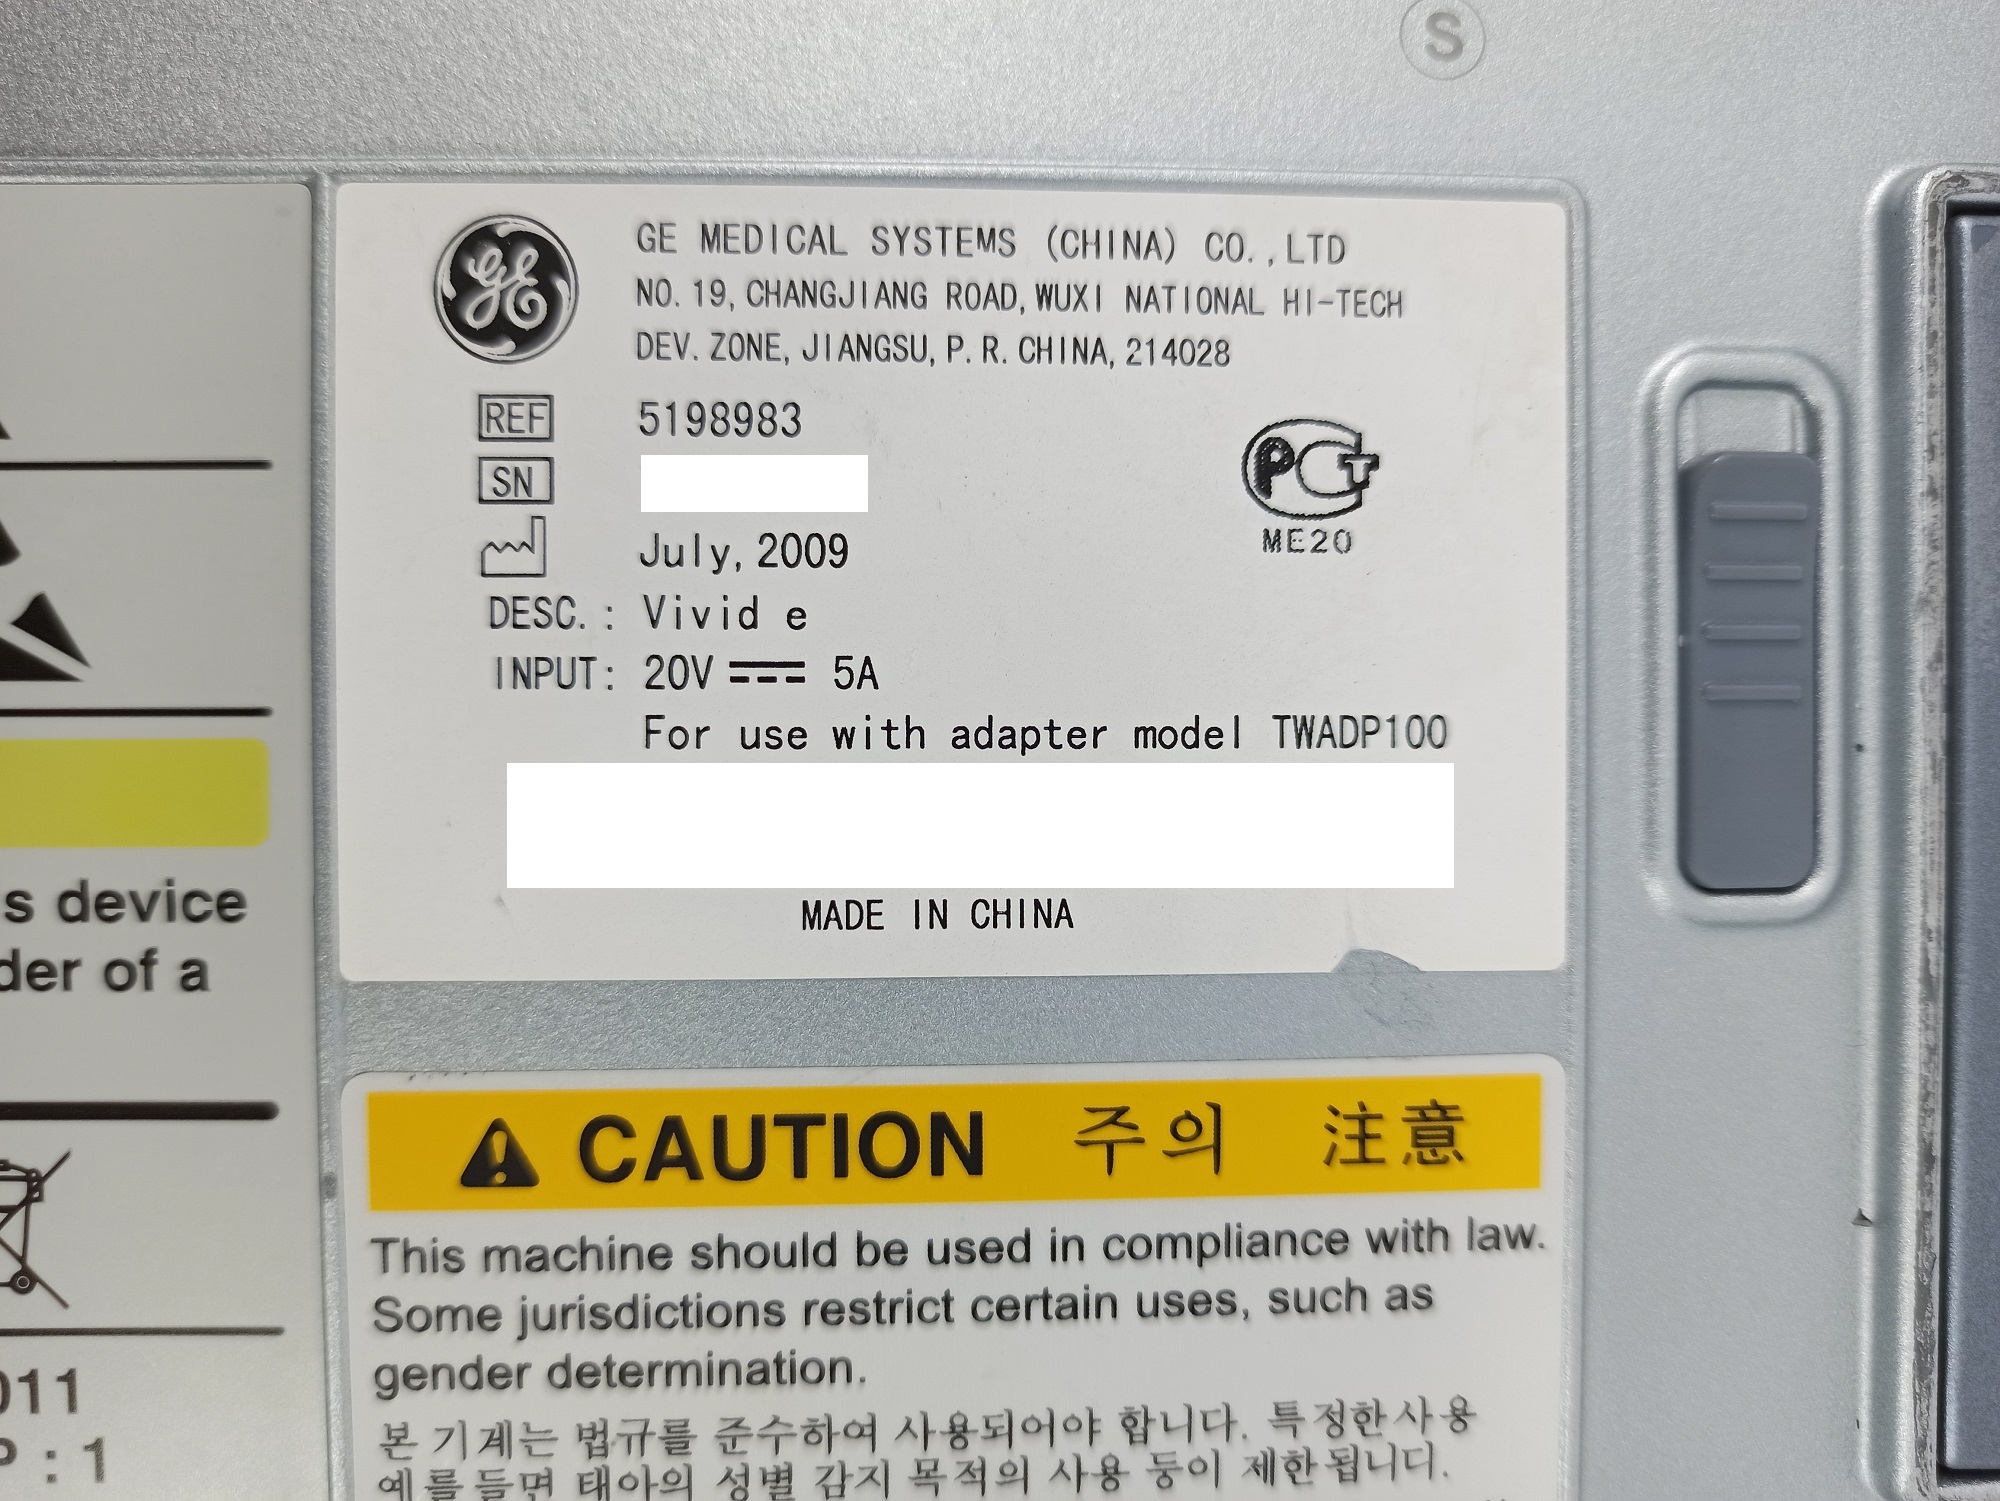 S
GE
GE MEDICAL SYSTEMS (CHINA) CO.,LTD
NO. 19, CHANGJIANG ROAD, WUXI NATIONAL HI-TECH
DEV. ZONE, JIANGSU, P. R. CHINA, 214028
REF 5198983
SN
July, 2009
DESC.: Vivid e
INPUT: 20V 5A
For use with adapter model TWADP100
PCT
ME20
MADE IN CHINA
s device
der of a
011
P : 1
CAUTION 주의 注意
This machine should be used in compliance with law.
Some jurisdictions restrict certain uses, such as
gender determination.
본 기계는 법규를 준수하여 사용되어야 합니다. 특정한 사용
예를 들면 태아의 성별 감지 목적의 사용 등이 제한됩니다.